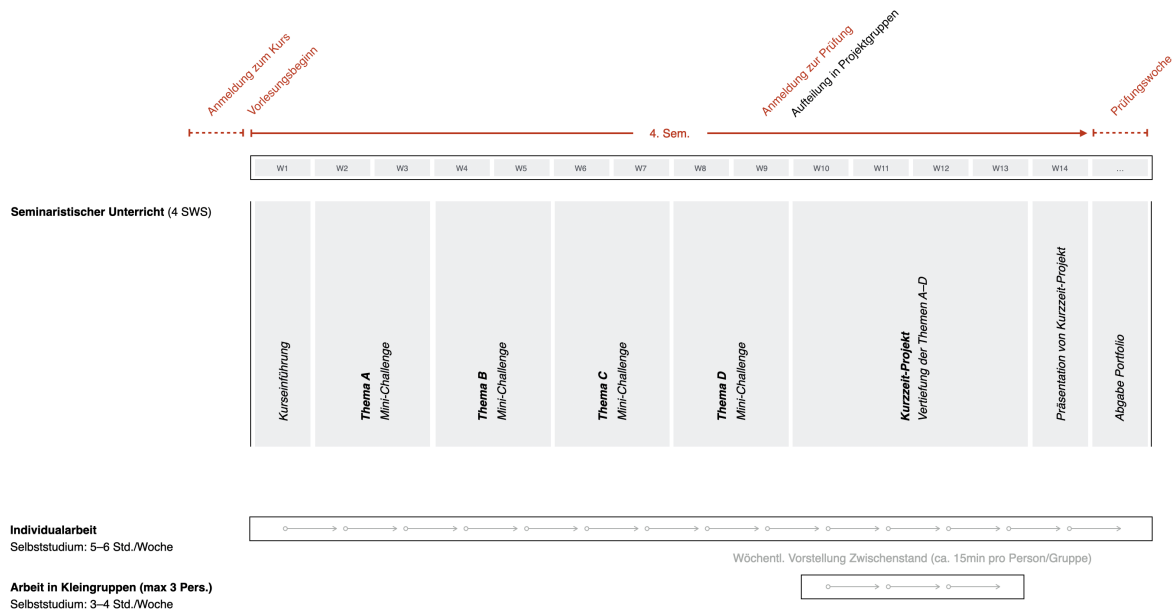 Anmeldung zum Kurs
Vorlesungsbeginn
Anmeldung zur Prüfung
Aufteilung in Projektgruppen
Prüfungswoche
4. Sem.
W1 W2 W3 W4 W5 W6 W7 W8 W9 W10 W11 W12 W13 W14 ...
Seminaristischer Unterricht (4 SWS)
Kurseinführung
Thema A
Mini-Challenge
Thema B
Mini-Challenge
Thema C
Mini-Challenge
Thema D
Mini-Challenge
Kurzzeit-Projekt
Vertiefung der Themen A–D
Präsentation von Kurzzeit-Projekt
Abgabe Portfolio
Individualarbeit
Selbststudium: 5–6 Std./Woche
Wöchentl. Vorstellung Zwischenstand (ca. 15min pro Person/Gruppe)
Arbeit in Kleingruppen (max 3 Pers.)
Selbststudium: 3–4 Std./Woche